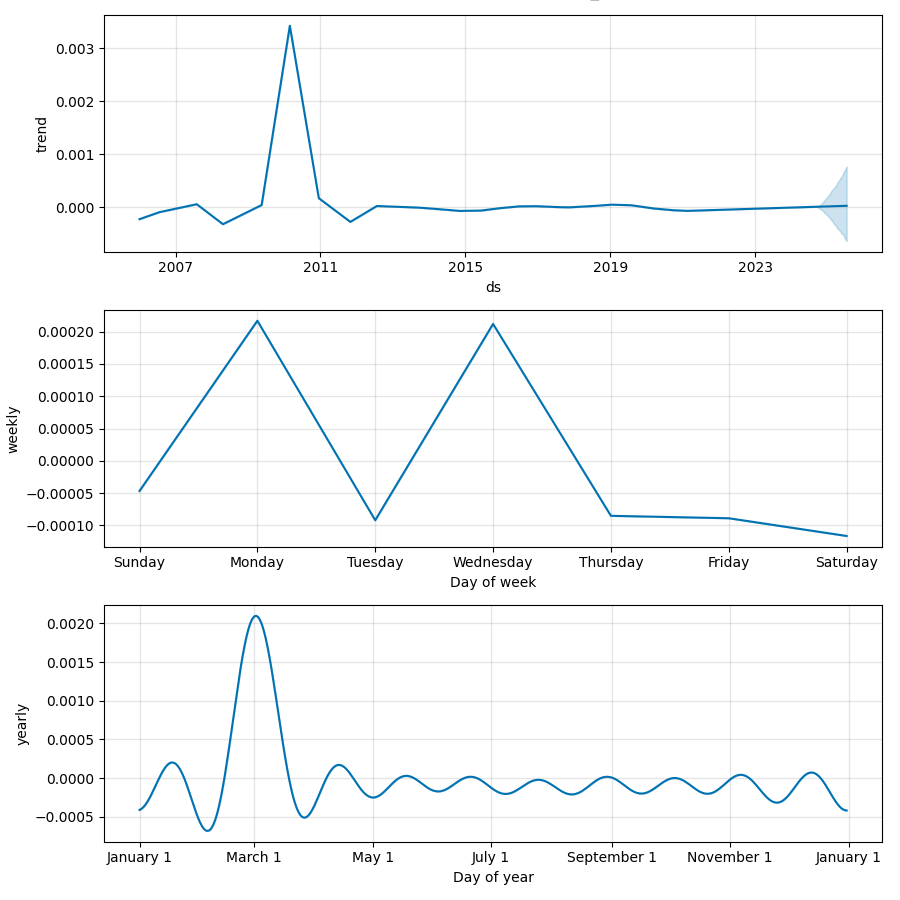 0.003
0.002
0.001
0.000
trend
2007 2011 2015 2019 2023
ds
0.00020
0.00015
0.00010
0.00005
0.00000
−0.00005
−0.00010
weekly
Sunday Monday Tuesday Wednesday Thursday Friday Saturday
Day of week
0.0020
0.0015
0.0010
0.0005
0.0000
−0.0005
yearly
January 1 March 1 May 1 July 1 September 1 November 1 January 1
Day of year